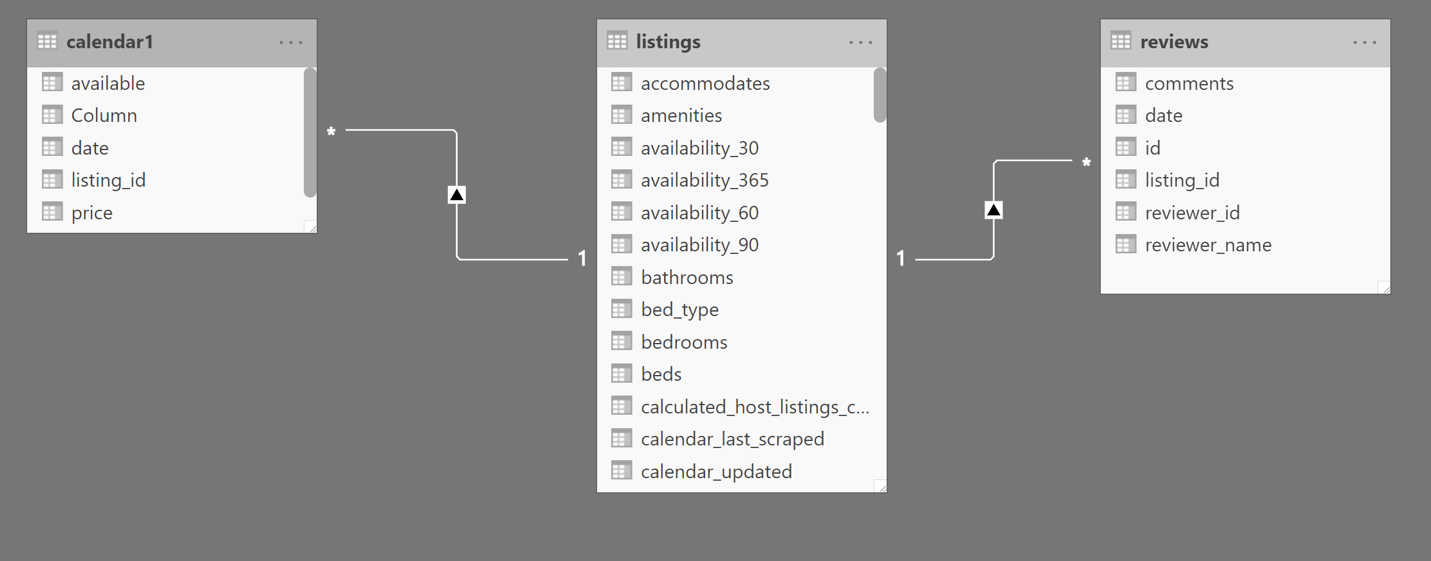 calendar1 ...
available
Column
date
listing_id
price
*
1
listings ...
accommodates
amenities
availability_30
availability_365
availability_60
availability_90
bathrooms
bed_type
bedrooms
beds
calculated_host_listings_c...
calendar_last_scraped
calendar_updated
1
*
reviews ...
comments
date
id
listing_id
reviewer_id
reviewer_name